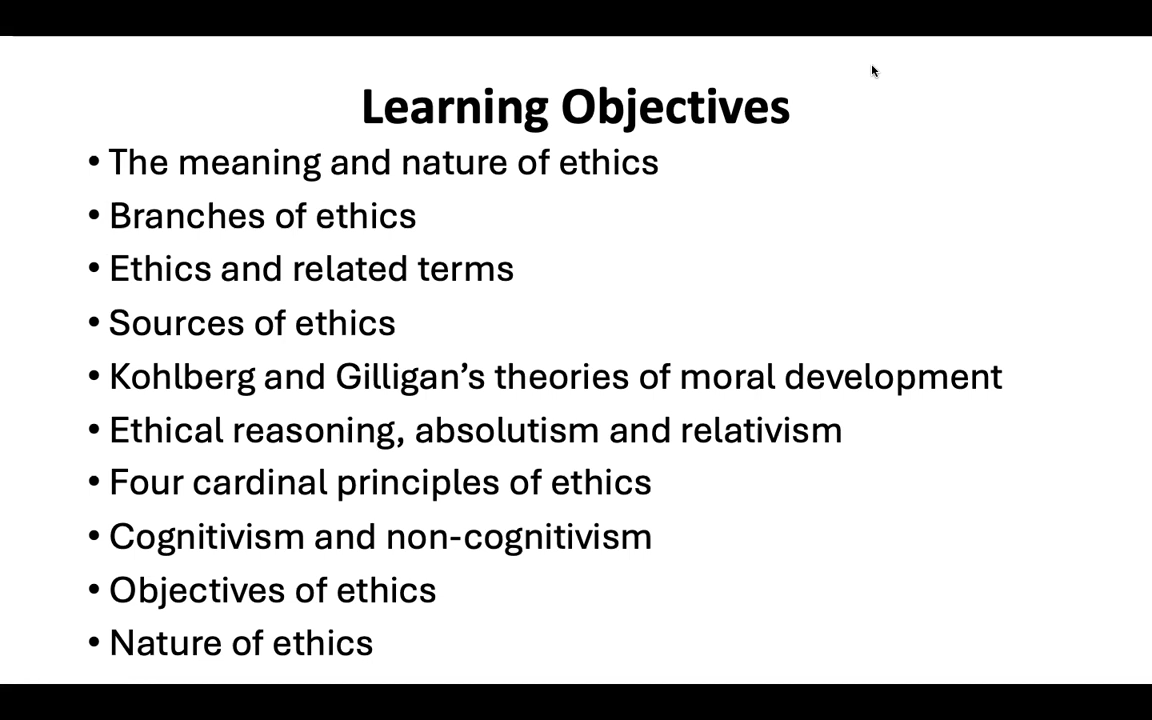 Learning Objectives
• The meaning and nature of ethics
• Branches of ethics
• Ethics and related terms
• Sources of ethics
• Kohlberg and Gilligan’s theories of moral development
• Ethical reasoning, absolutism and relativism
• Four cardinal principles of ethics
• Cognitivism and non-cognitivism
• Objectives of ethics
• Nature of ethics